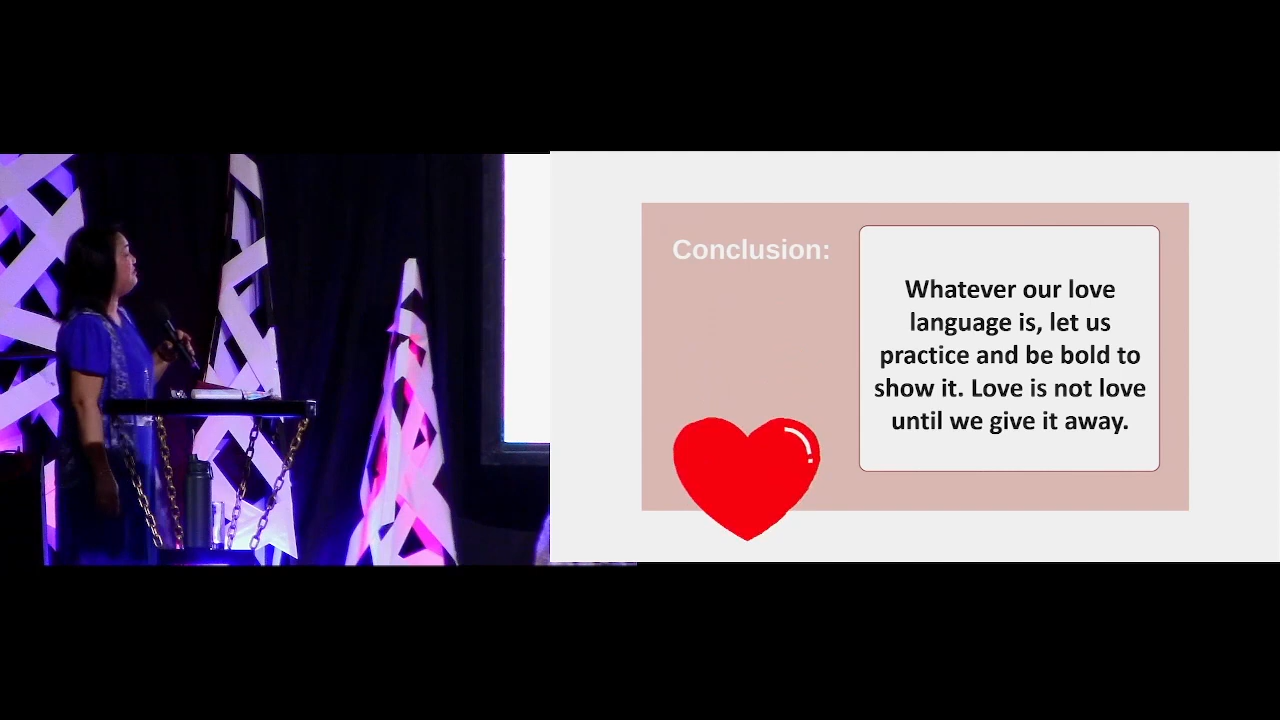 Conclusion:
Whatever our love
language is, let us
practice and be bold to
show it. Love is not love
until we give it away.